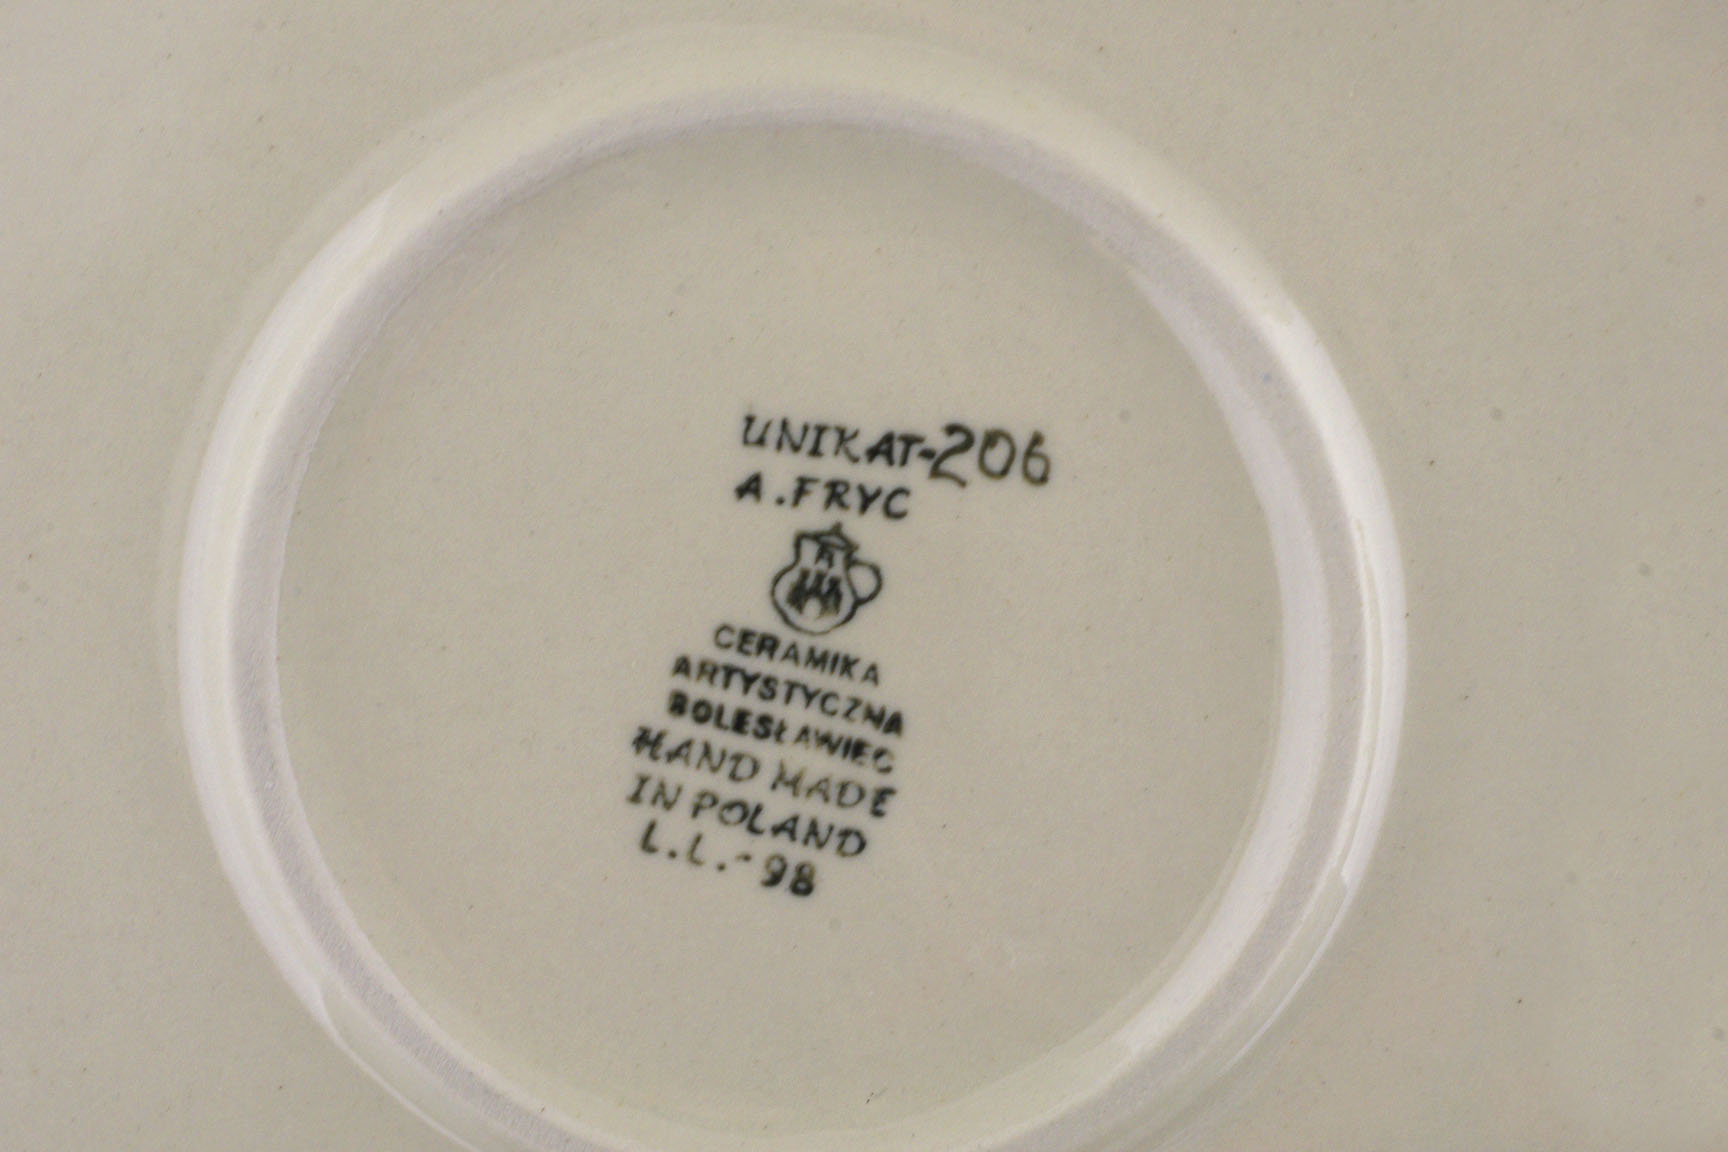 UNIKAT-206
A.FRYC
CERAMIKA
ARTYSTYCZNA
BOLESŁAWIEC
HAND MADE
IN POLAND
L.L.-98